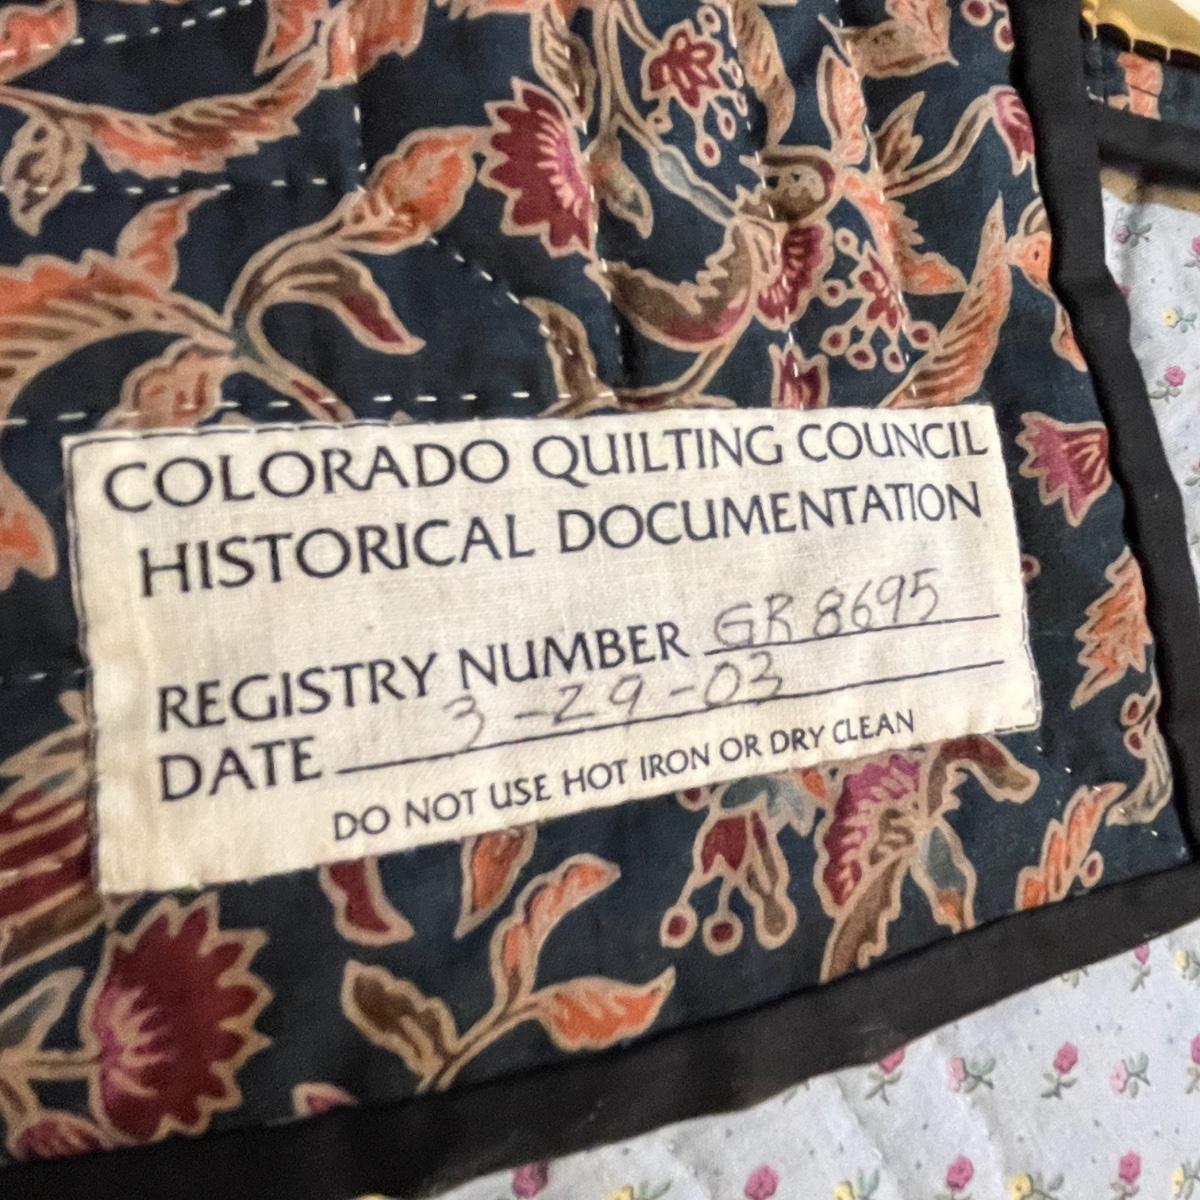 COLORADO QUILTING COUNCIL
HISTORICAL DOCUMENTATION
REGISTRY NUMBER GR 8695
DATE 3-29-03
DO NOT USE HOT IRON OR DRY CLEAN